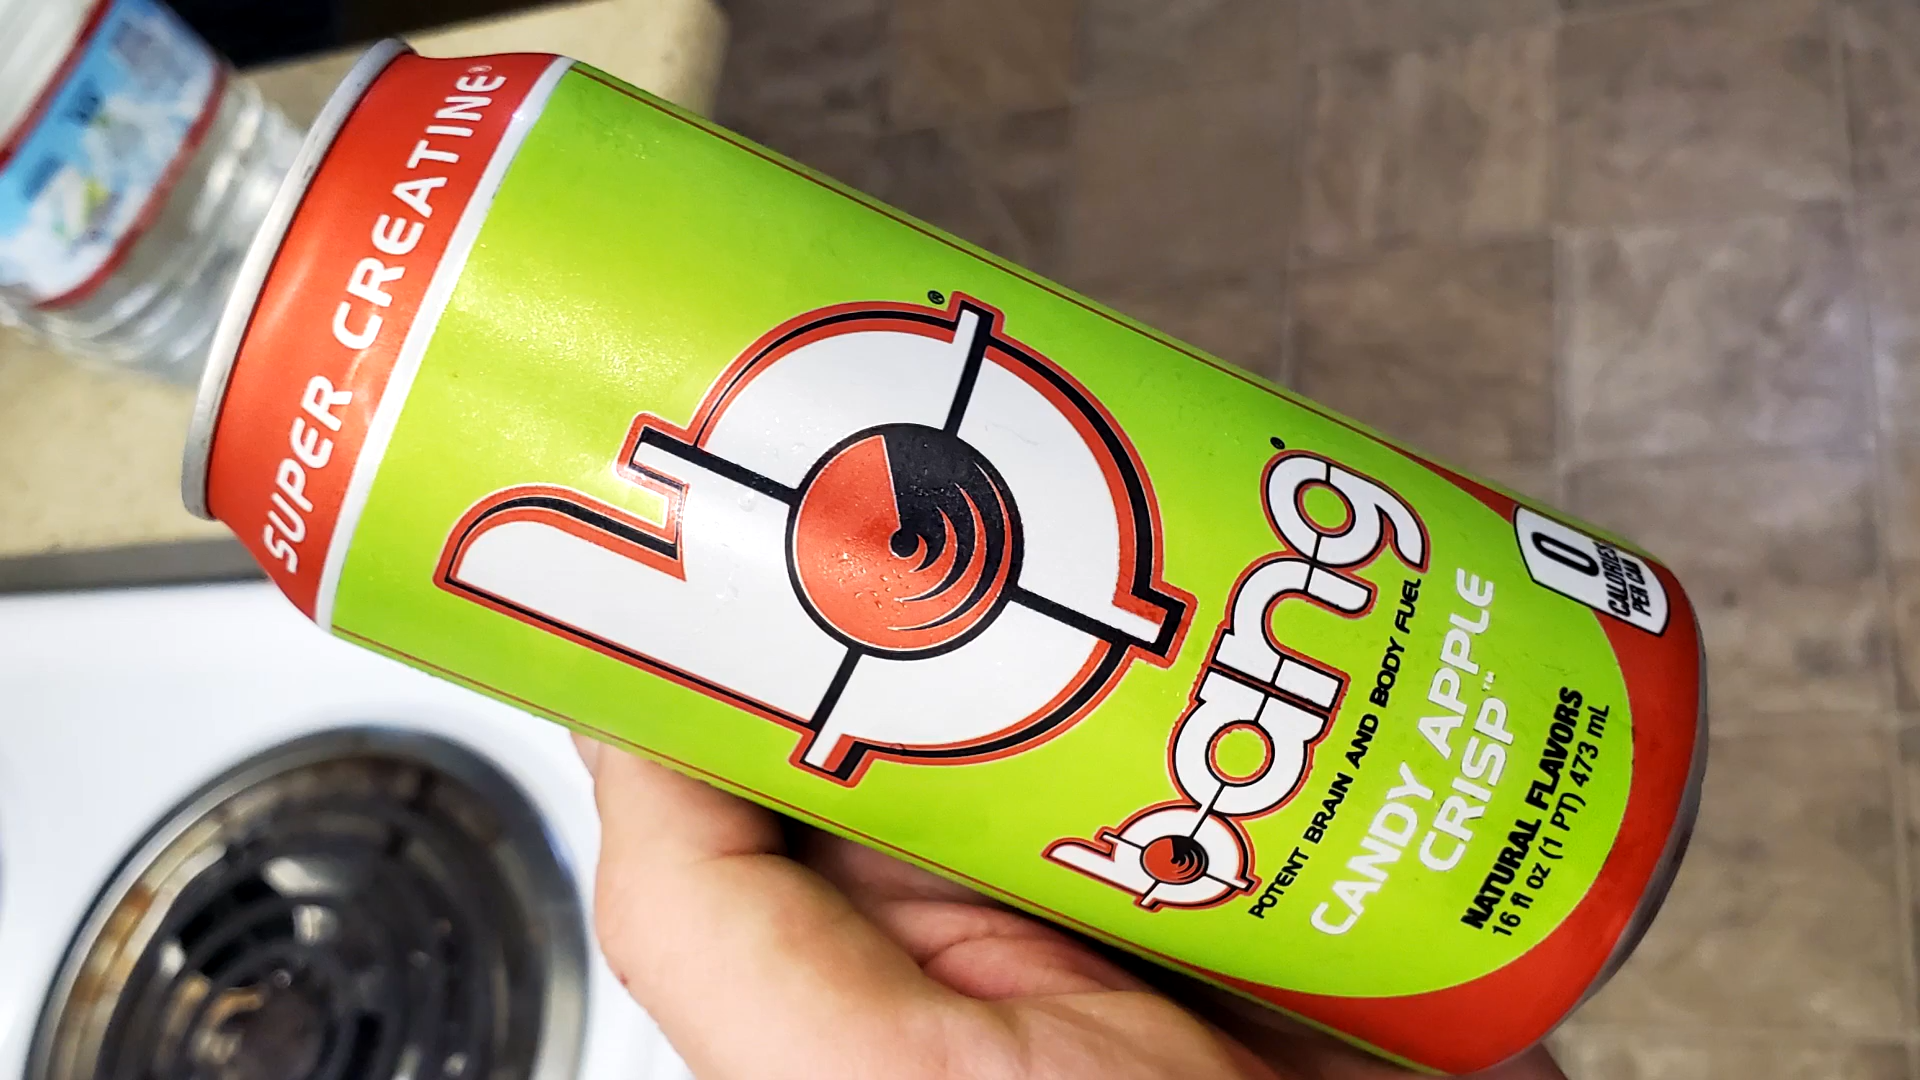 SUPER CREATINE®
®
bang®
POTENT BRAIN AND BODY FUEL
CANDY APPLE
CRISP™
NATURAL FLAVORS
16 fl oz (1 PT) 473 mL
0
CALORIES
PER CAN